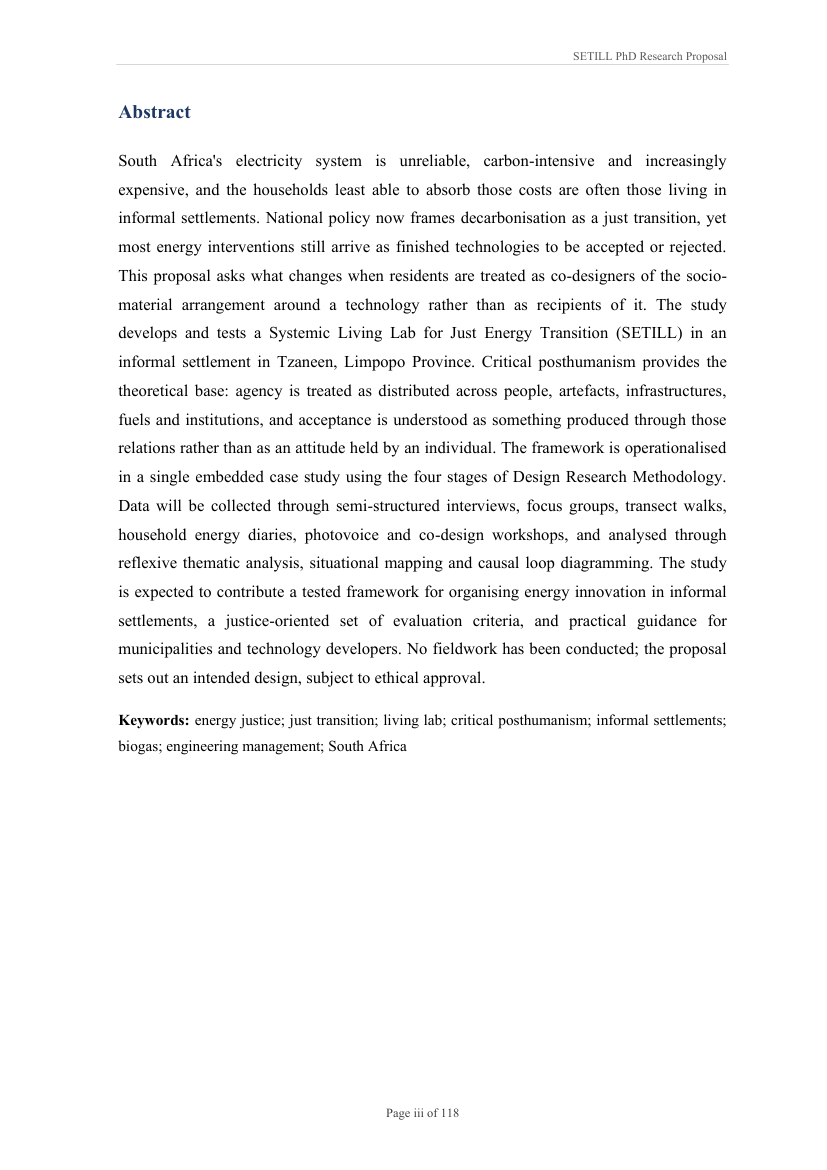 SETILL PhD Research Proposal
Abstract
South Africa's electricity system is unreliable, carbon-intensive and increasingly
expensive, and the households least able to absorb those costs are often those living in
informal settlements. National policy now frames decarbonisation as a just transition, yet
most energy interventions still arrive as finished technologies to be accepted or rejected.
This proposal asks what changes when residents are treated as co-designers of the socio-
material arrangement around a technology rather than as recipients of it. The study
develops and tests a Systemic Living Lab for Just Energy Transition (SETILL) in an
informal settlement in Tzaneen, Limpopo Province. Critical posthumanism provides the
theoretical base: agency is treated as distributed across people, artefacts, infrastructures,
fuels and institutions, and acceptance is understood as something produced through those
relations rather than as an attitude held by an individual. The framework is operationalised
in a single embedded case study using the four stages of Design Research Methodology.
Data will be collected through semi-structured interviews, focus groups, transect walks,
household energy diaries, photovoice and co-design workshops, and analysed through
reflexive thematic analysis, situational mapping and causal loop diagramming. The study
is expected to contribute a tested framework for organising energy innovation in informal
settlements, a justice-oriented set of evaluation criteria, and practical guidance for
municipalities and technology developers. No fieldwork has been conducted; the proposal
sets out an intended design, subject to ethical approval.
Keywords: energy justice; just transition; living lab; critical posthumanism; informal settlements;
biogas; engineering management; South Africa
Page iii of 118